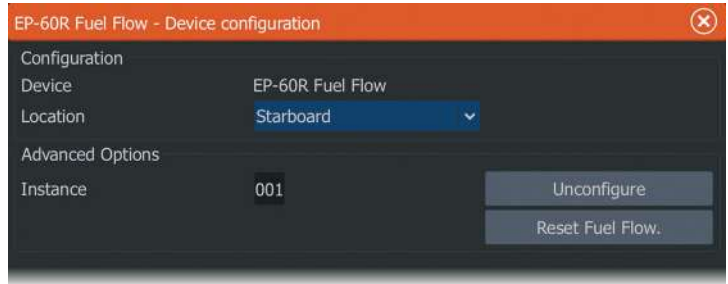 EP-60R Fuel Flow - Device configuration
Configuration
Device EP-60R Fuel Flow
Location Starboard
Advanced Options
Instance 001 Unconfigure
Reset Fuel Flow.